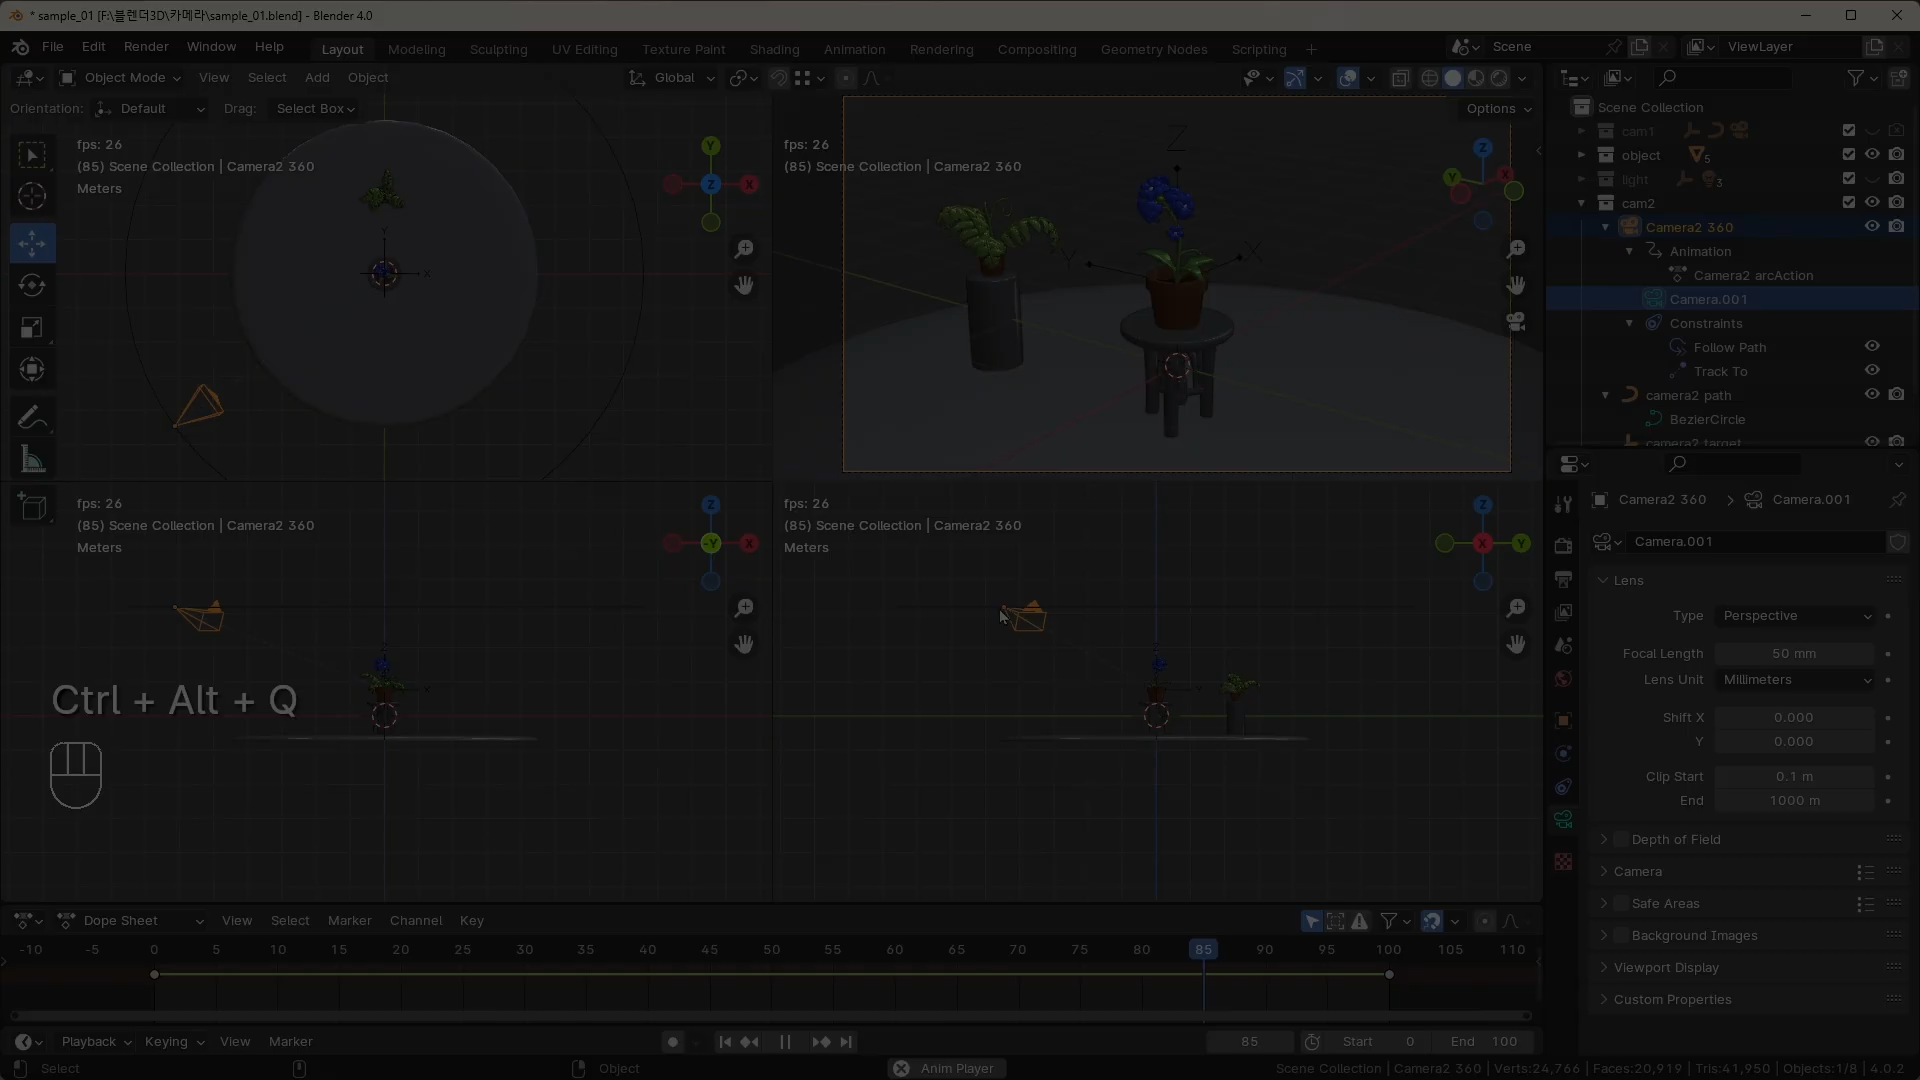 * sample_01 [F:\블렌더3D\카메라\sample_01.blend] - Blender 4.0
File Edit Render Window Help
Layout Modeling Sculpting UV Editing Texture Paint Shading Animation Rendering Compositing Geometry Nodes Scripting +
Scene
ViewLayer
Object Mode View Select Add Object
Global
Orientation: Default Drag: Select Box
Options
fps: 26
(85) Scene Collection | Camera2 360
Meters
fps: 26
(85) Scene Collection | Camera2 360
fps: 26
(85) Scene Collection | Camera2 360
Meters
fps: 26
(85) Scene Collection | Camera2 360
Meters
Ctrl + Alt + Q
Scene Collection
cam1
object 5
light 3
cam2
Camera2 360
Animation
Camera2 arcAction
Camera.001
Constraints
Follow Path
Track To
camera2 path
BezierCircle
camera2 target
Camera2 360 > Camera.001
Camera.001
Lens
Type Perspective
Focal Length 50 mm
Lens Unit Millimeters
Shift X 0.000
Y 0.000
Clip Start 0.1 m
End 1000 m
Depth of Field
Camera
Safe Areas
Background Images
Viewport Display
Custom Properties
Dope Sheet View Select Marker Channel Key
-10 -5 0 5 10 15 20 25 30 35 40 45 50 55 60 65 70 75 80 85 90 95 100 105 110
Playback Keying View Marker
85 Start 0 End 100
Select Object Anim Player
Scene Collection | Camera2 360 | Verts:24,766 | Faces:20,919 | Tris:41,950 | Objects:1/8 | 4.0.2